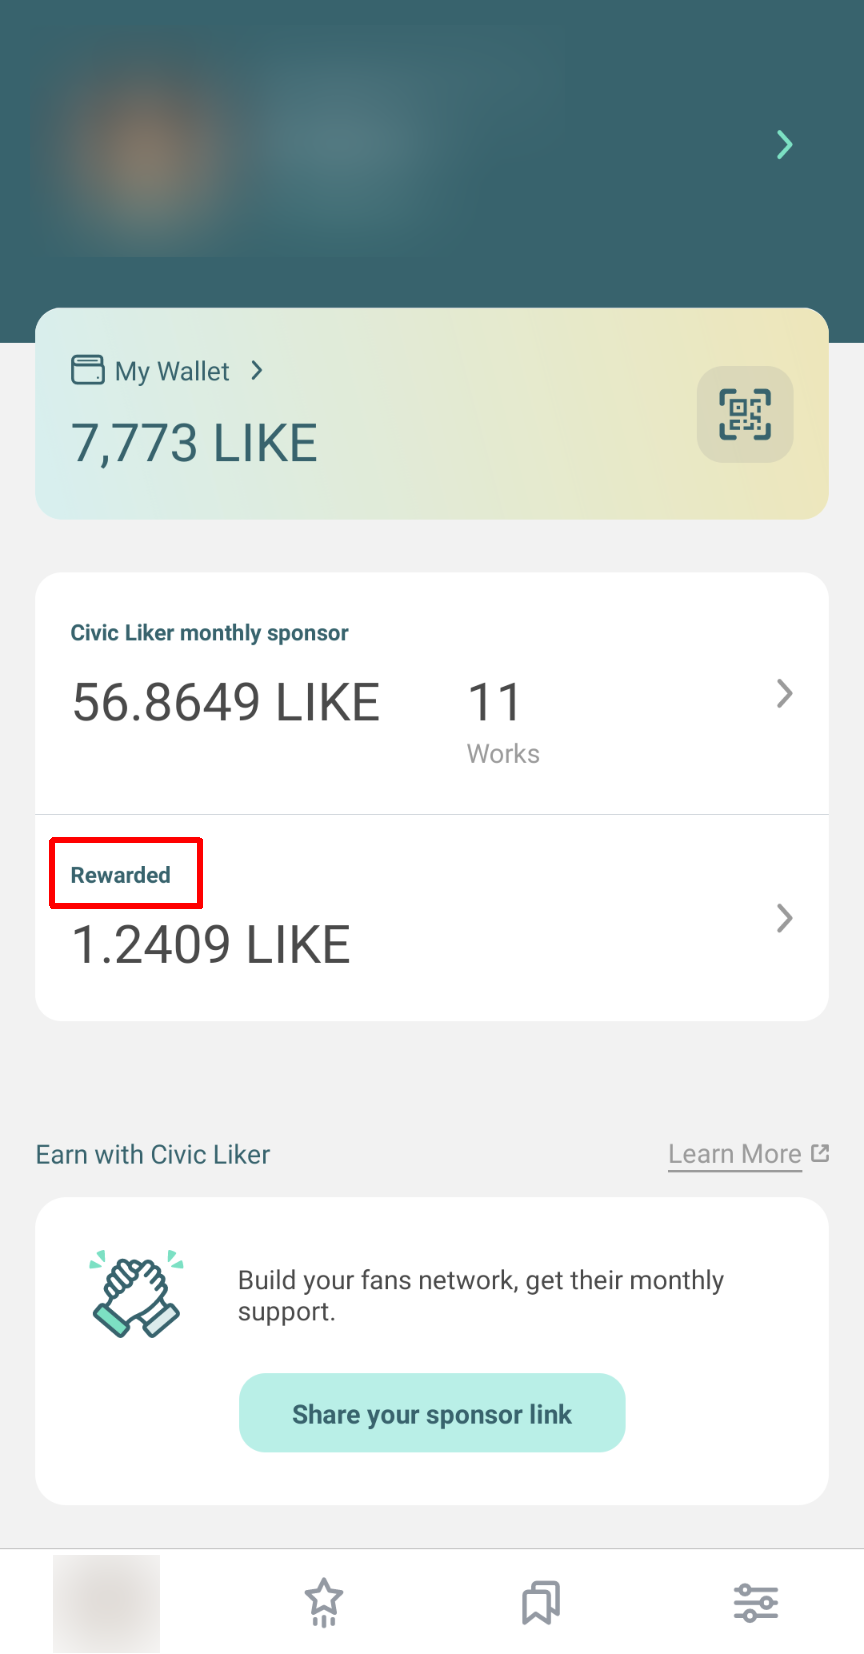 My Wallet
7,773 LIKE
Civic Liker monthly sponsor
56.8649 LIKE
11
Works
Rewarded
1.2409 LIKE
Earn with Civic Liker
Learn More
Build your fans network, get their monthly
support.
Share your sponsor link